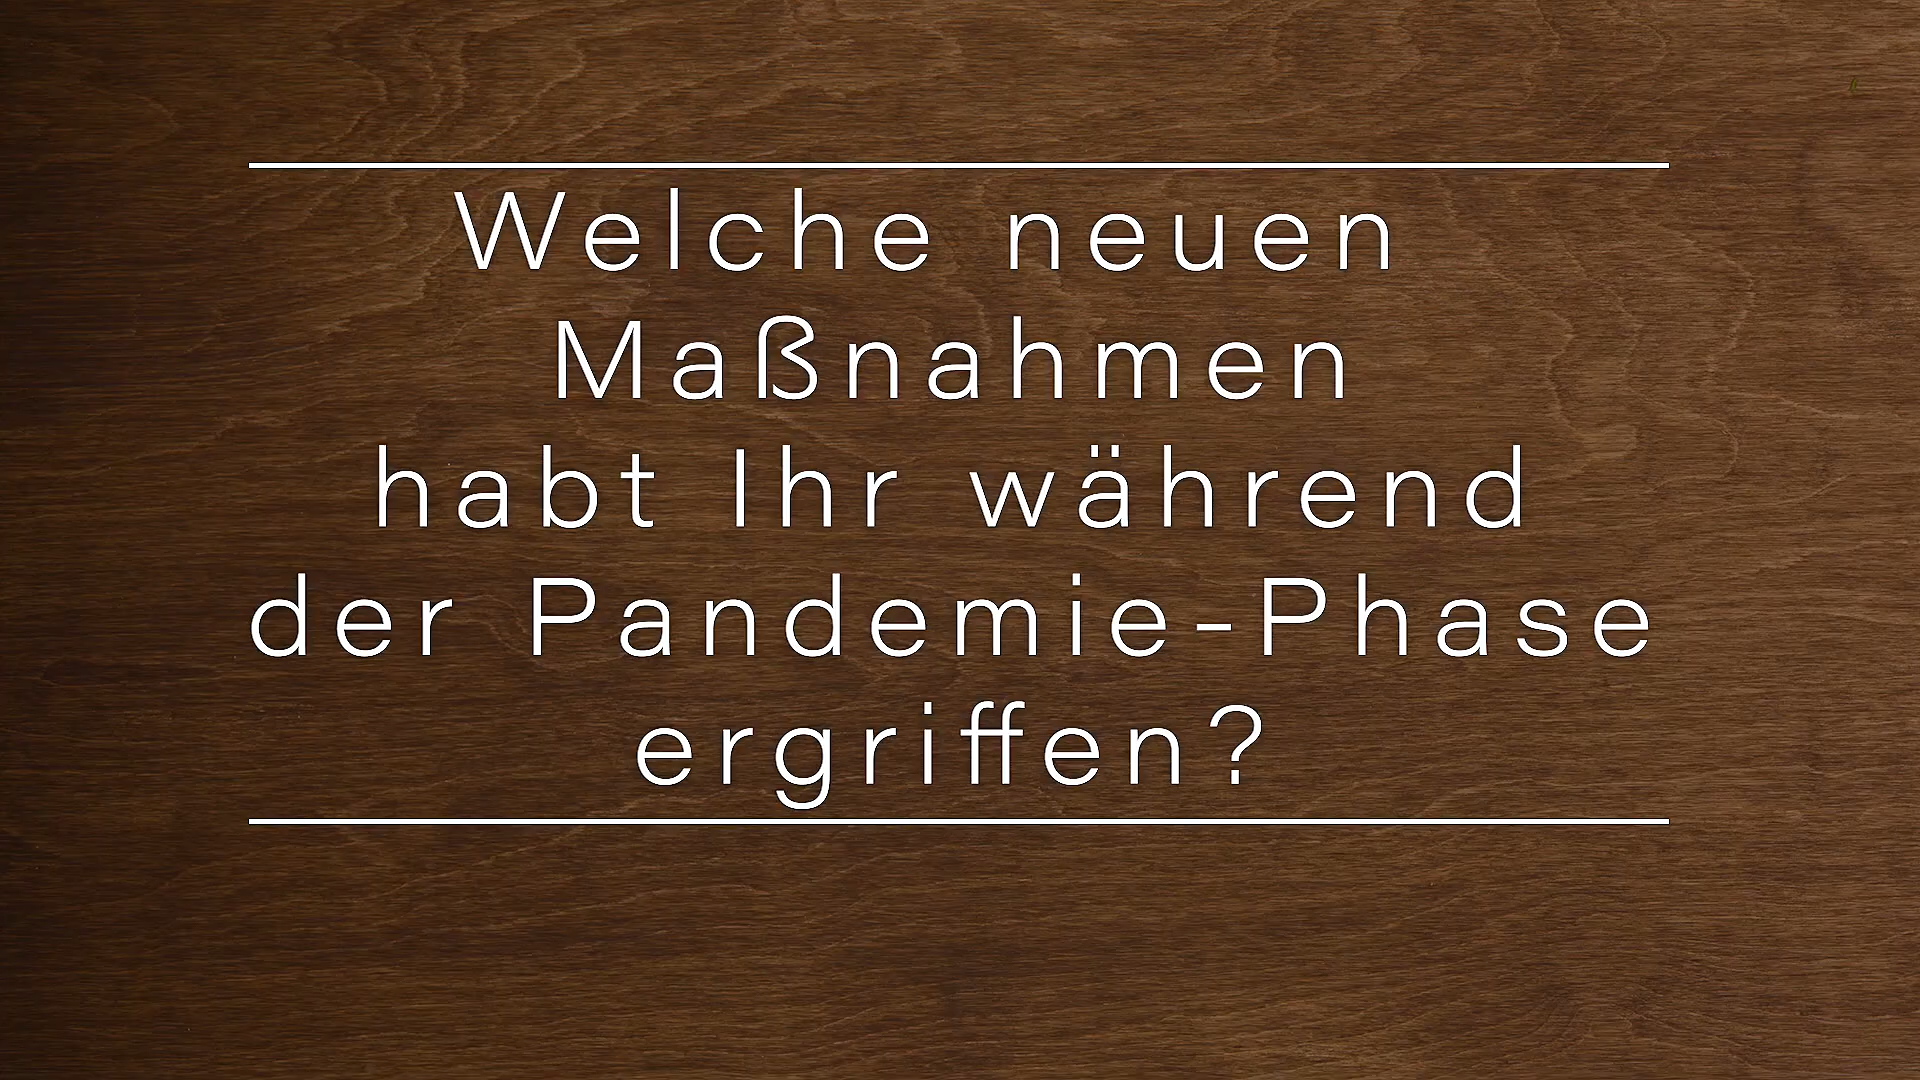 Welche neuen
Maßnahmen
habt Ihr während
der Pandemie-Phase
ergriffen?